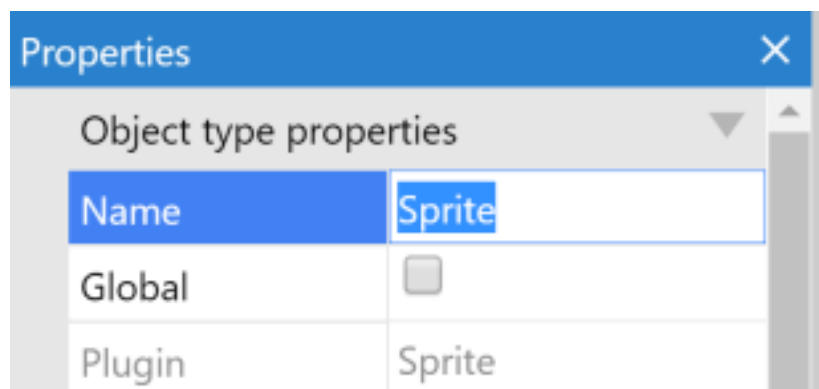 Properties
Object type properties
Name Sprite
Global
Plugin Sprite